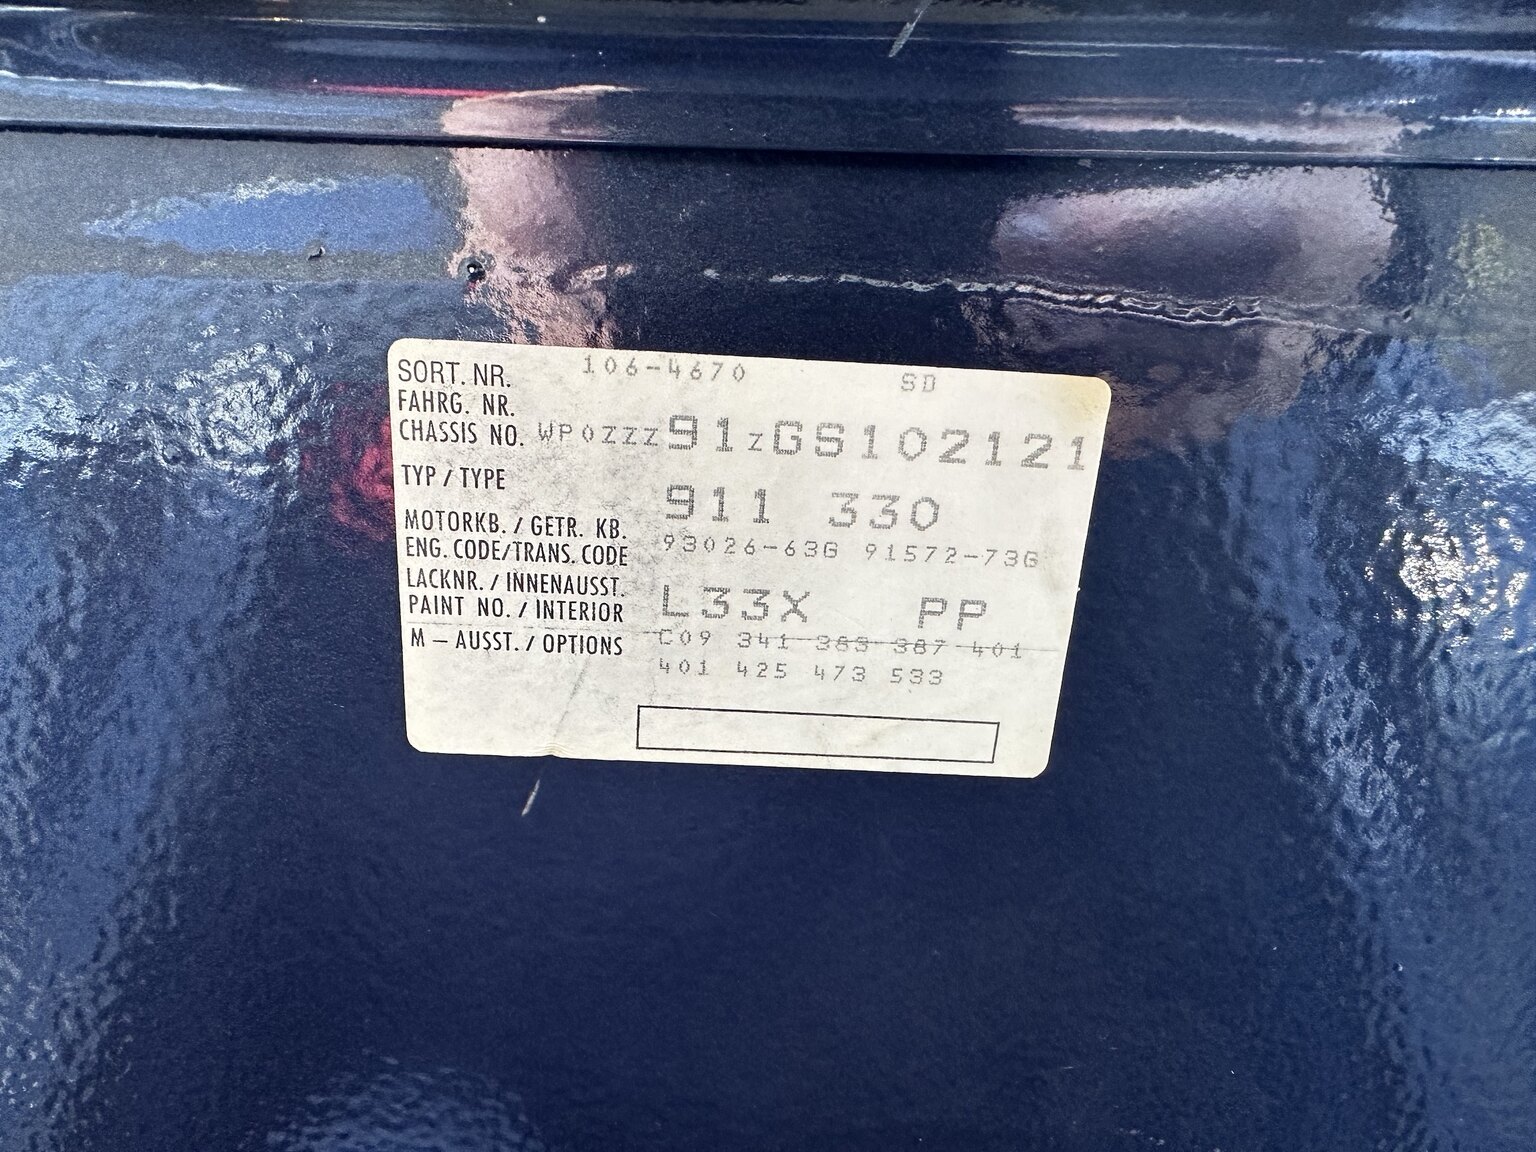 SORT. NR. 106-4670 SD
FAHRG. NR.
CHASSIS NO. WP0ZZZ91ZGS102121
TYP / TYPE 911 330
MOTORKB. / GETR. KB.
ENG. CODE/TRANS. CODE 93026-63G 91572-73G
LACKNR. / INNENAUSST.
PAINT NO. / INTERIOR L33X PP
M – AUSST. / OPTIONS C09 341 383 387 401
401 425 473 533